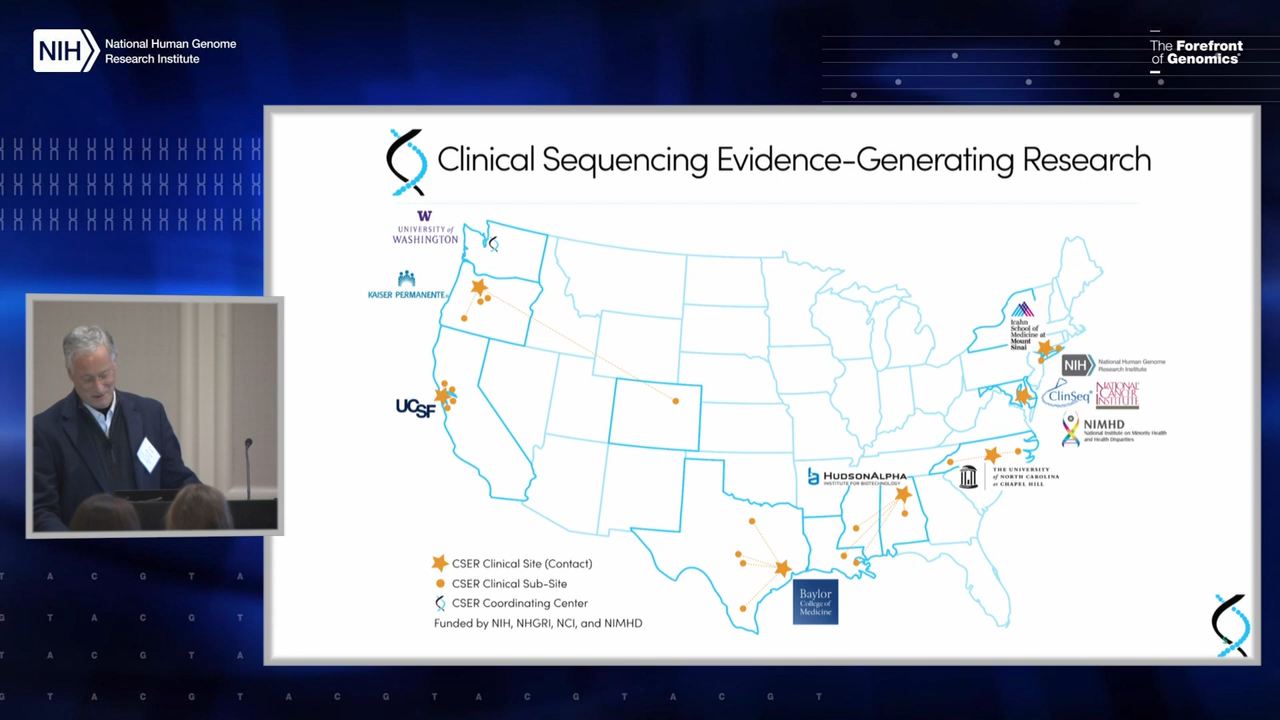 NIH
National Human Genome
Research Institute
The Forefront
of Genomics®
Clinical Sequencing Evidence-Generating Research
W
UNIVERSITY of
WASHINGTON
KAISER PERMANENTE®
UCSF
Icahn
School of
Medicine at
Mount
Sinai
NIH
National Human Genome
Research Institute
ClinSeq
NATIONAL
CANCER
INSTITUTE
NIMHD
National Institute on Minority Health
and Health Disparities
HUDSONALPHA
INSTITUTE FOR BIOTECHNOLOGY
THE UNIVERSITY
of NORTH CAROLINA
at CHAPEL HILL
Baylor
College of
Medicine
CSER Clinical Site (Contact)
CSER Clinical Sub-Site
CSER Coordinating Center
Funded by NIH, NHGRI, NCI, and NIMHD
T A C G T A
G T A C G T
T A C G T A
G T A C G T A C G T A C G T